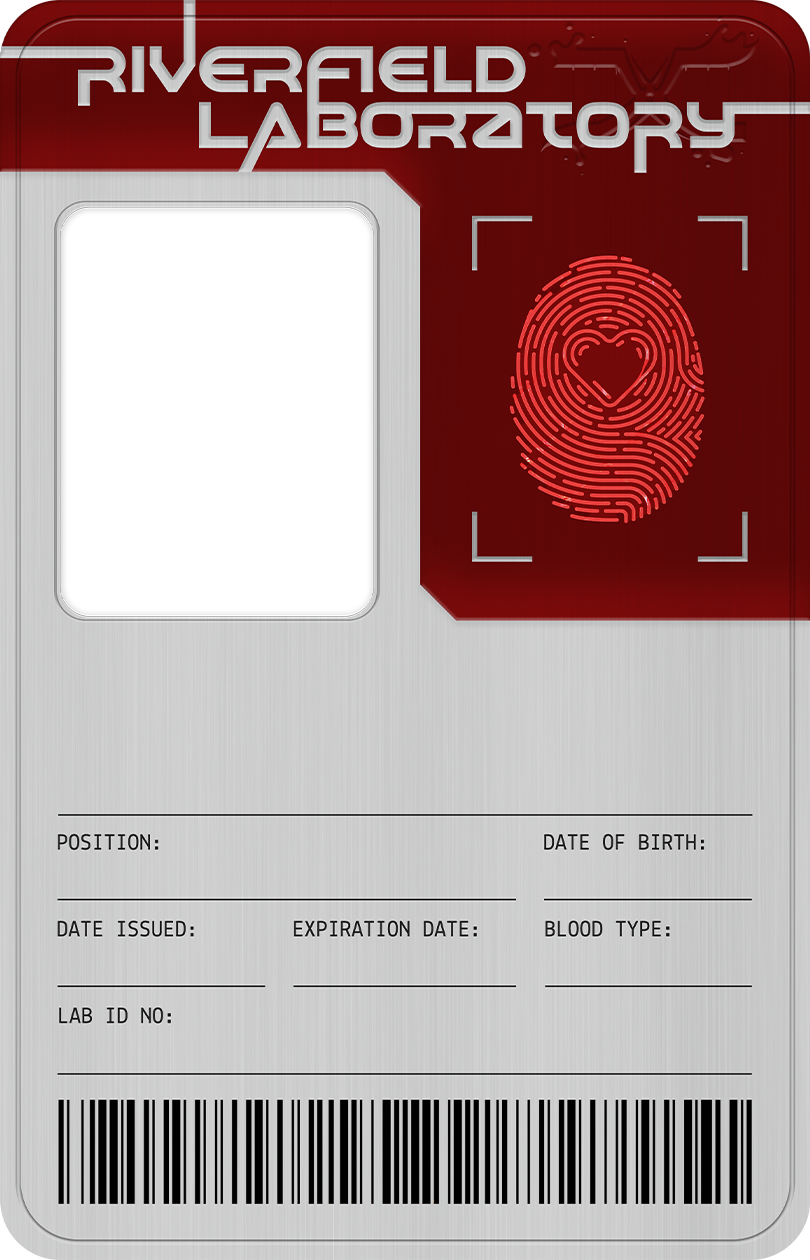 RIVERFIELD
LABORATORY
POSITION:
DATE OF BIRTH:
DATE ISSUED:
EXPIRATION DATE:
BLOOD TYPE:
LAB ID NO: